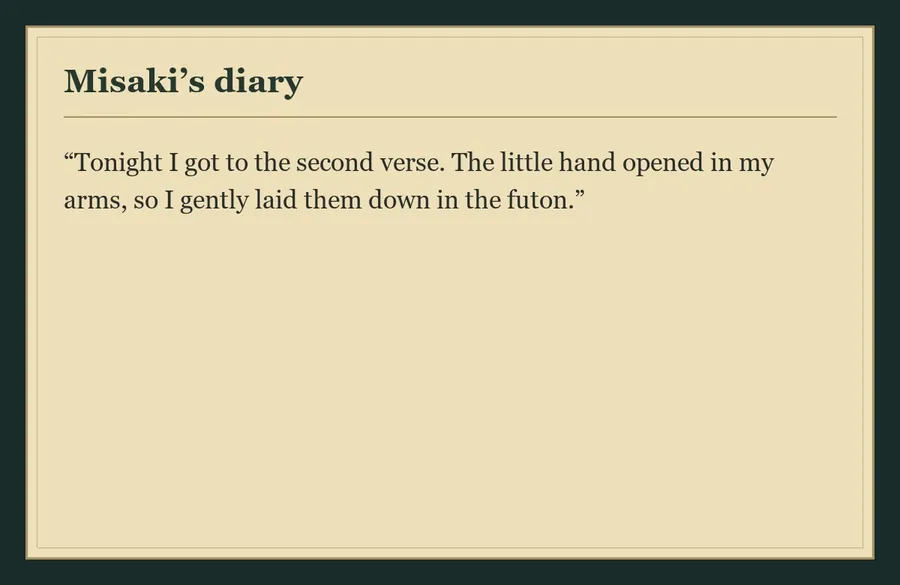 Misaki’s diary
“Tonight I got to the second verse. The little hand opened in my
arms, so I gently laid them down in the futon.”